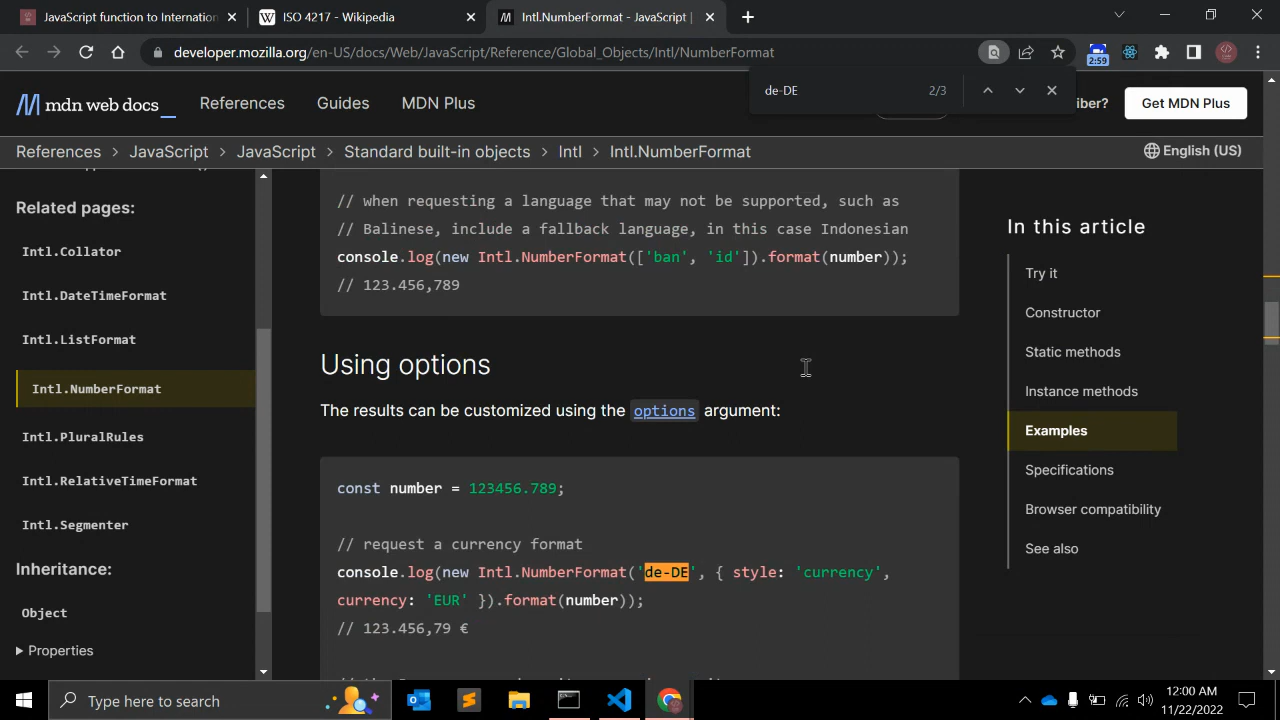 JavaScript function to Internation
ISO 4217 - Wikipedia
Intl.NumberFormat - JavaScript |
developer.mozilla.org/en-US/docs/Web/JavaScript/Reference/Global_Objects/Intl/NumberFormat
2:59
de-DE
2/3
mdn web docs _
References
Guides
MDN Plus
iber?
Get MDN Plus
References
JavaScript
JavaScript
Standard built-in objects
Intl
Intl.NumberFormat
English (US)
Related pages:
Intl.Collator
Intl.DateTimeFormat
Intl.ListFormat
Intl.NumberFormat
Intl.PluralRules
Intl.RelativeTimeFormat
Intl.Segmenter
Inheritance:
Object
Properties
// when requesting a language that may not be supported, such as
// Balinese, include a fallback language, in this case Indonesian
console.log(new Intl.NumberFormat(['ban', 'id']).format(number));
// 123.456,789
Using options
The results can be customized using the options argument:
const number = 123456.789;
// request a currency format
console.log(new Intl.NumberFormat('de-DE', { style: 'currency',
currency: 'EUR' }).format(number));
// 123.456,79 €
In this article
Try it
Constructor
Static methods
Instance methods
Examples
Specifications
Browser compatibility
See also
Type here to search
12:00 AM
11/22/2022